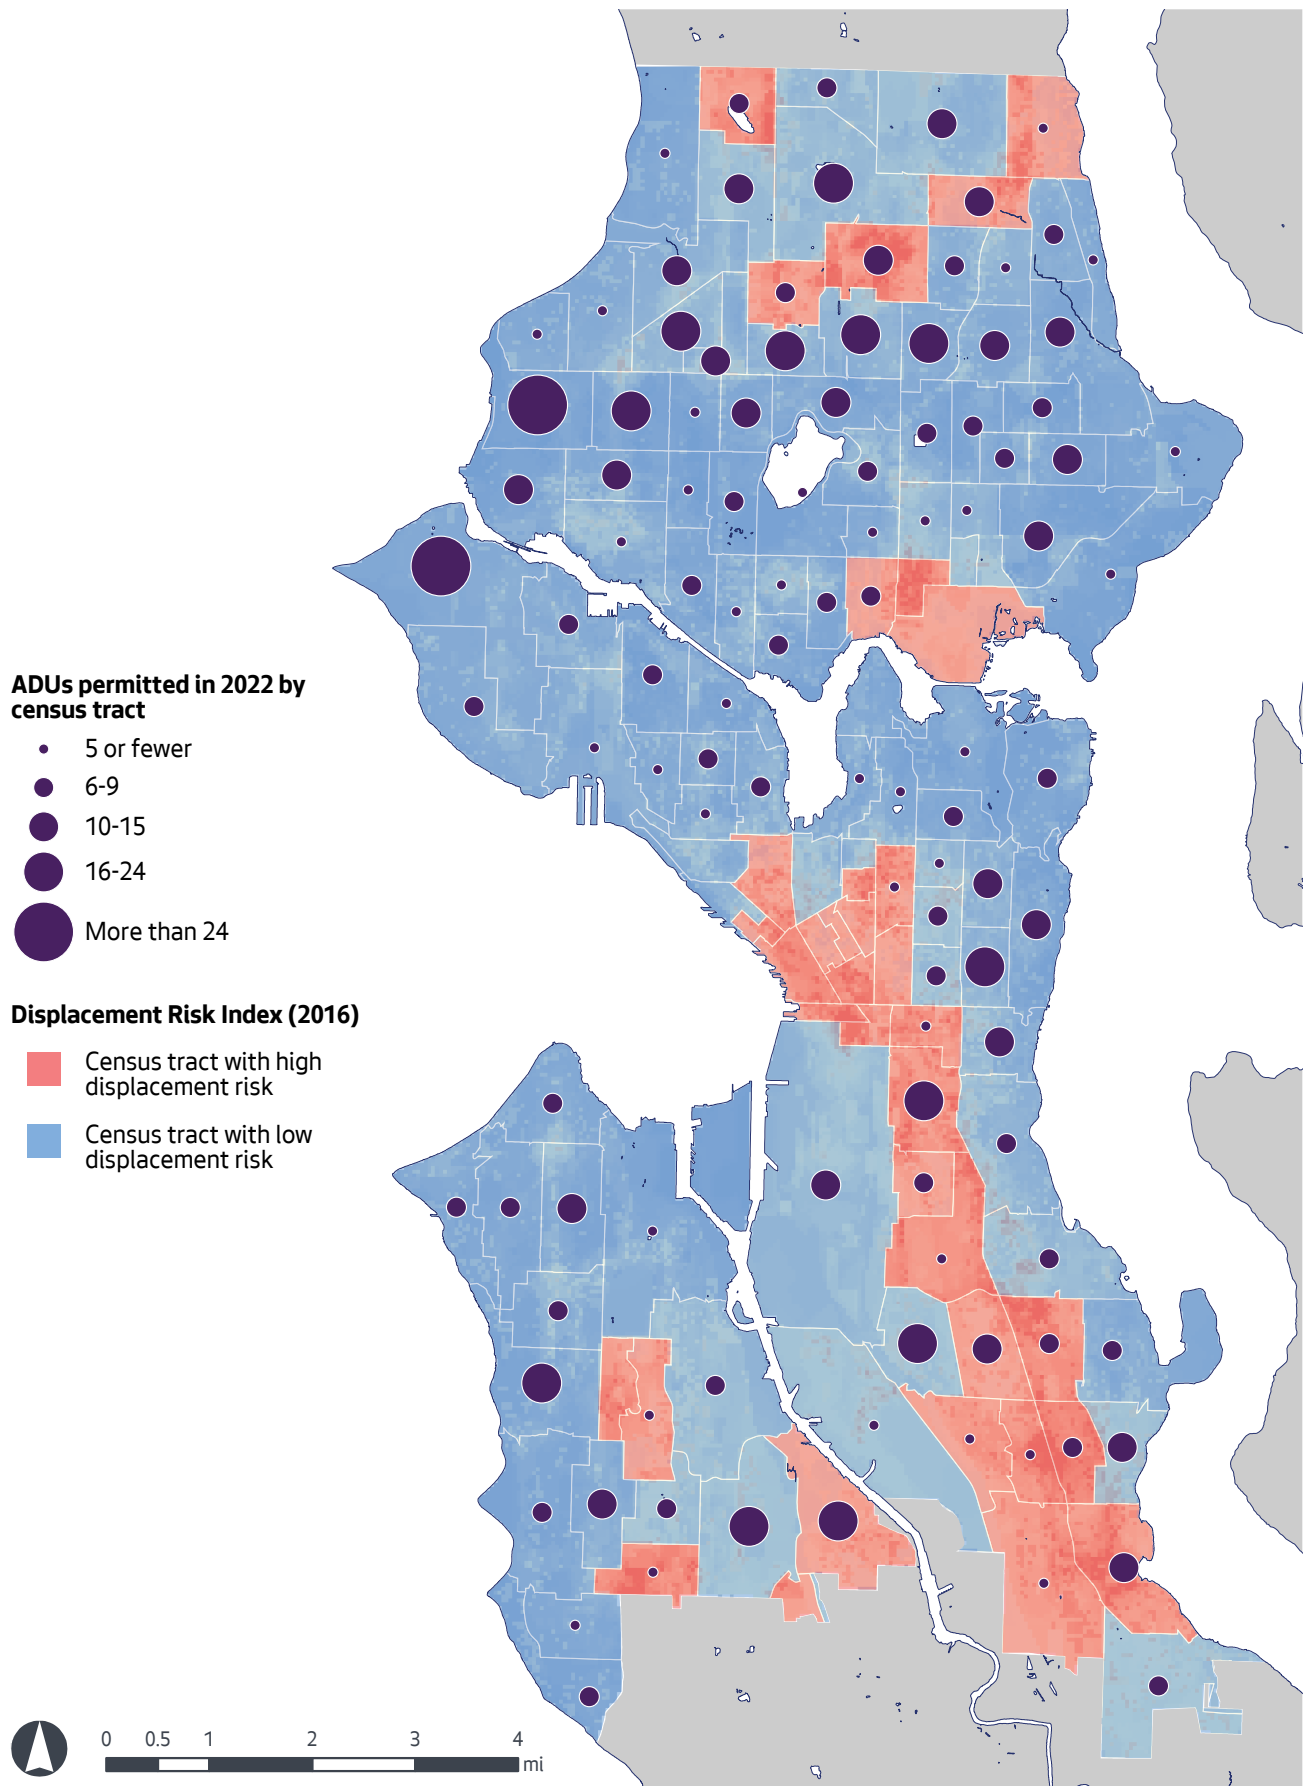 ADUs permitted in 2022 by
census tract
5 or fewer
6-9
10-15
16-24
More than 24
Displacement Risk Index (2016)
Census tract with high
displacement risk
Census tract with low
displacement risk
0 0.5 1 2 3 4
mi